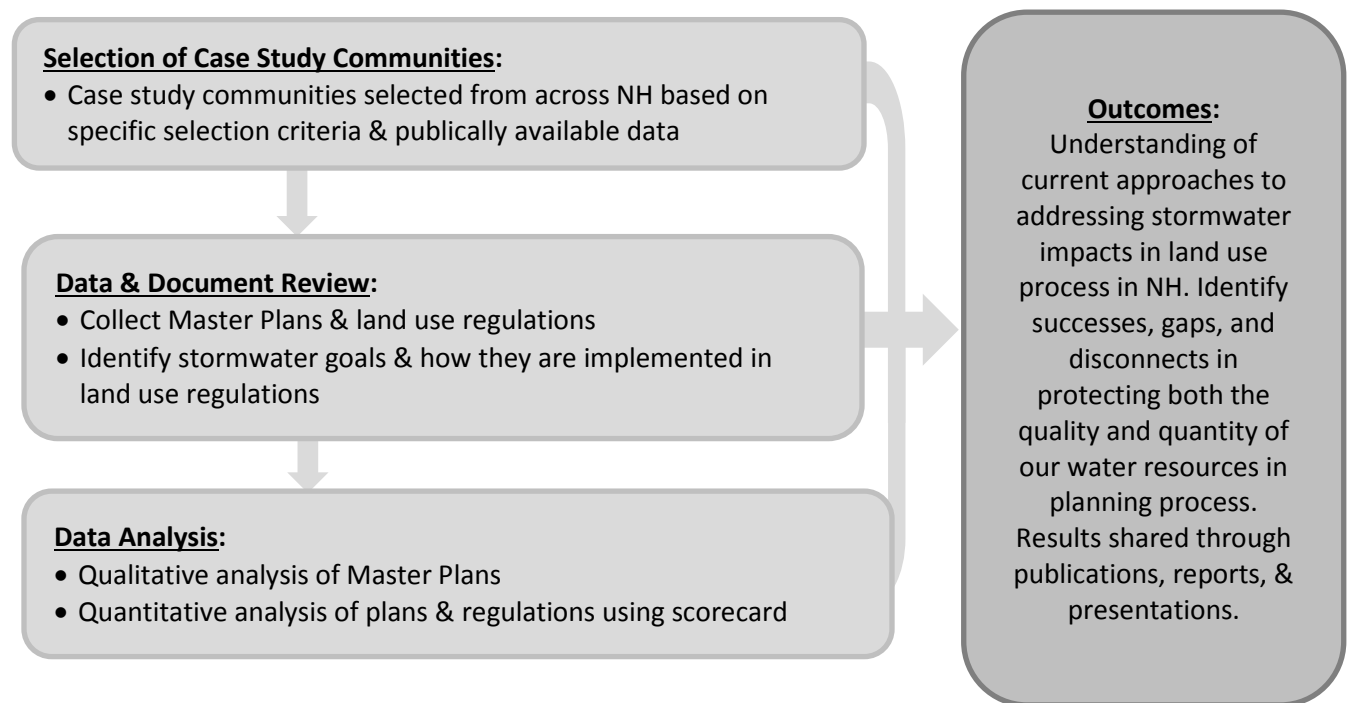 Selection of Case Study Communities:
• Case study communities selected from across NH based on
specific selection criteria & publically available data
Data & Document Review:
• Collect Master Plans & land use regulations
• Identify stormwater goals & how they are implemented in
land use regulations
Data Analysis:
• Qualitative analysis of Master Plans
• Quantitative analysis of plans & regulations using scorecard
Outcomes:
Understanding of
current approaches to
addressing stormwater
impacts in land use
process in NH. Identify
successes, gaps, and
disconnects in
protecting both the
quality and quantity of
our water resources in
planning process.
Results shared through
publications, reports, &
presentations.